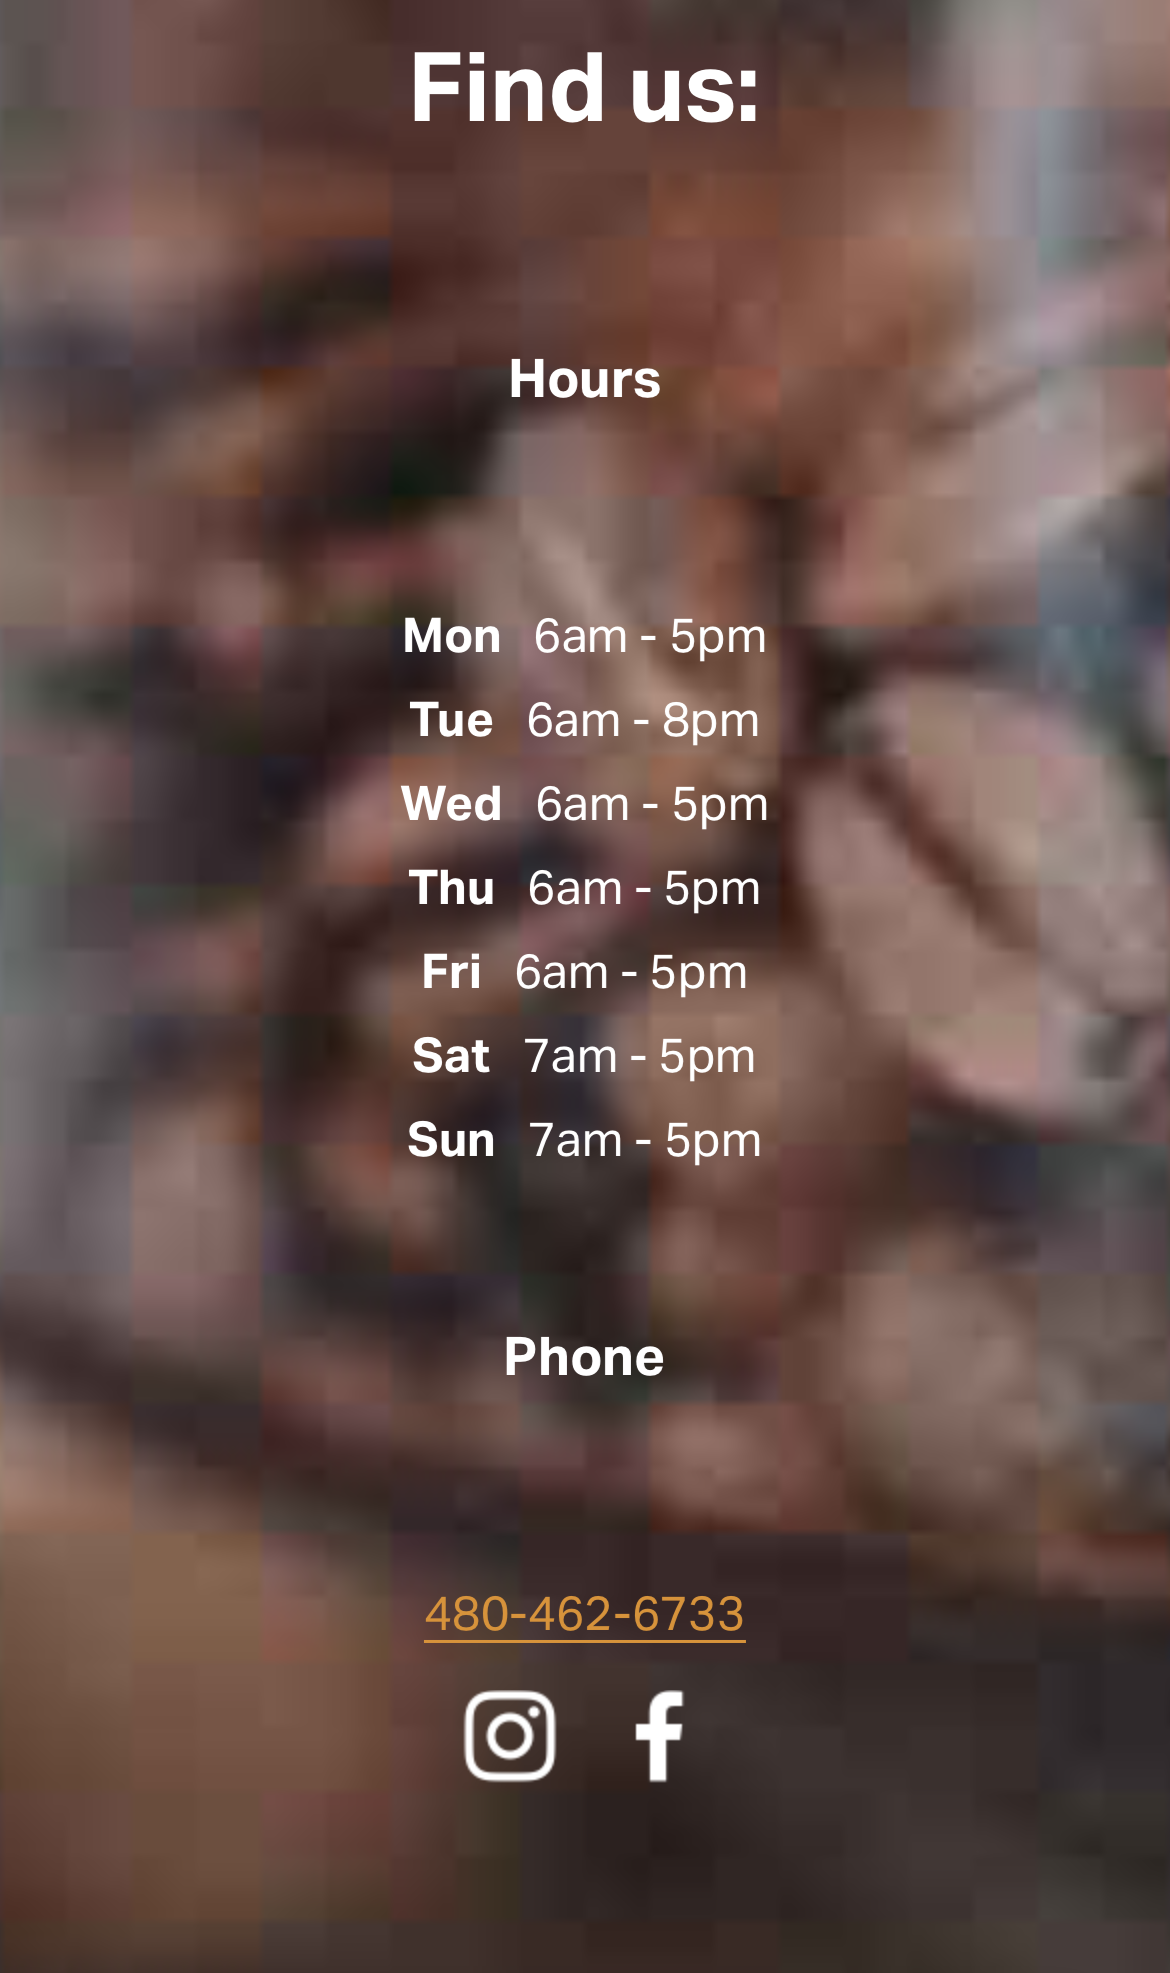 Find us:
Hours
Mon 6am - 5pm
Tue 6am - 8pm
Wed 6am - 5pm
Thu 6am - 5pm
Fri 6am - 5pm
Sat 7am - 5pm
Sun 7am - 5pm
Phone
480-462-6733